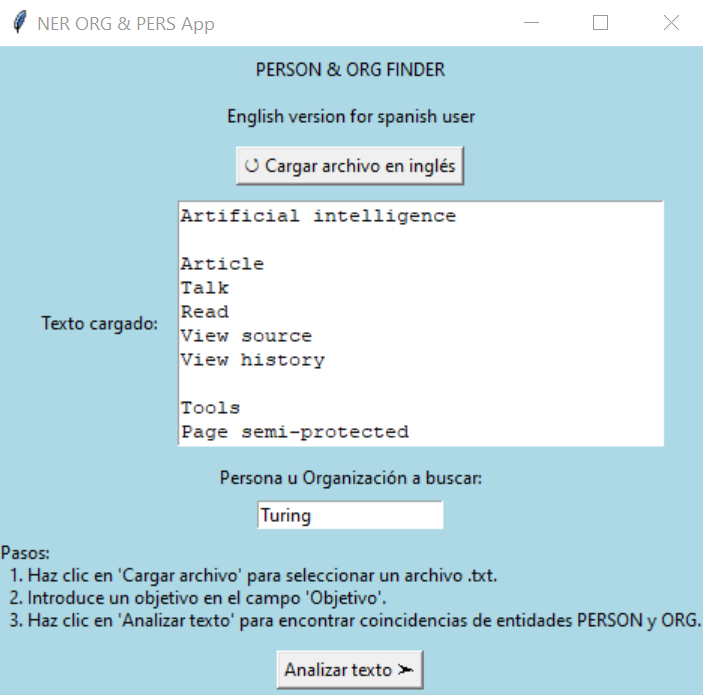 NER ORG & PERS App
PERSON & ORG FINDER
English version for spanish user
↻ Cargar archivo en inglés
Texto cargado:
Artificial intelligence
Article
Talk
Read
View source
View history
Tools
Page semi-protected
Persona u Organización a buscar:
Turing
Pasos:
1. Haz clic en 'Cargar archivo' para seleccionar un archivo .txt.
2. Introduce un objetivo en el campo 'Objetivo'.
3. Haz clic en 'Analizar texto' para encontrar coincidencias de entidades PERSON y ORG.
Analizar texto ➣